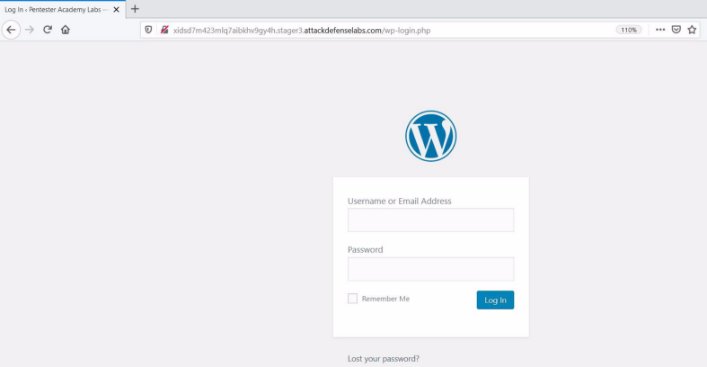 Log In ‹ Pentester Academy Labs —
xidsd7m423mlq7aibkhv9gy4h.stager3.attackdefenselabs.com/wp-login.php
110%
W
Username or Email Address
Password
Remember Me
Log In
Lost your password?